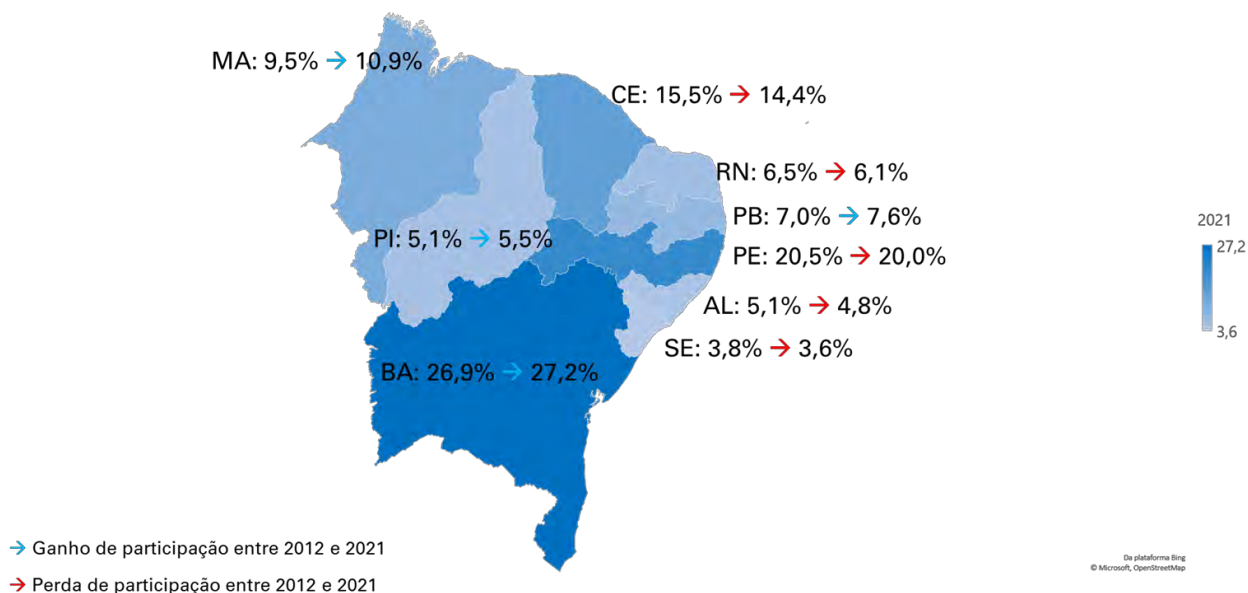 MA: 9,5% → 10,9%
CE: 15,5% → 14,4%
RN: 6,5% → 6,1%
PB: 7,0% → 7,6%
PI: 5,1% → 5,5%
PE: 20,5% → 20,0%
AL: 5,1% → 4,8%
SE: 3,8% → 3,6%
BA: 26,9% → 27,2%
2021
27,2
3,6
→ Ganho de participação entre 2012 e 2021
→ Perda de participação entre 2012 e 2021
Da plataforma Bing
© Microsoft, OpenStreetMap